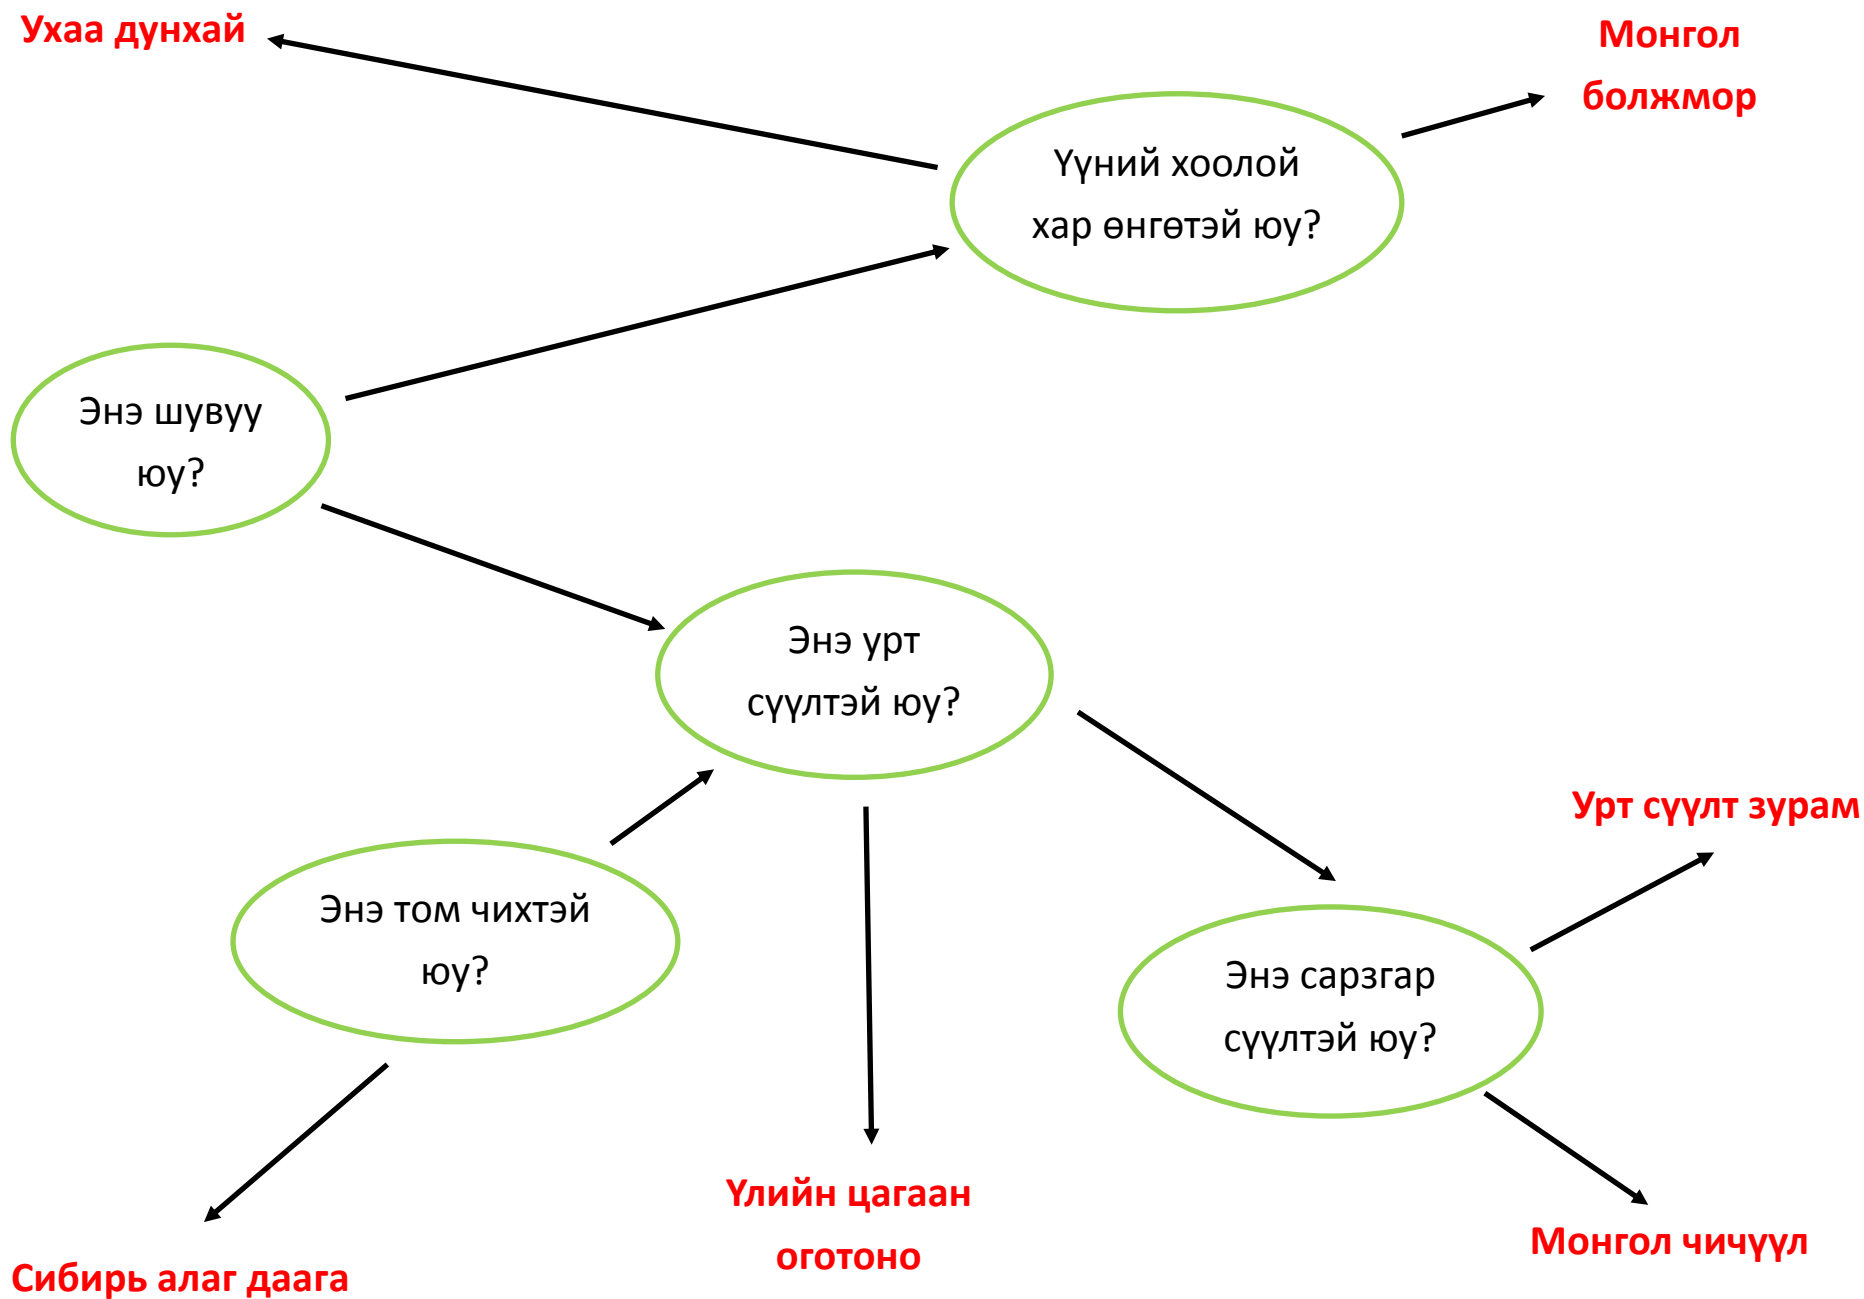 Ухаа дунхай
Монгол
болжмор
Үүний хоолой
хар өнгөтэй юу?
Энэ шувуу
юу?
Энэ урт
сүүлтэй юу?
Урт сүүлт зурам
Энэ том чихтэй
юу?
Энэ сарзгар
сүүлтэй юу?
Үлийн цагаан
оготоно
Монгол чичүүл
Сибирь алаг даага